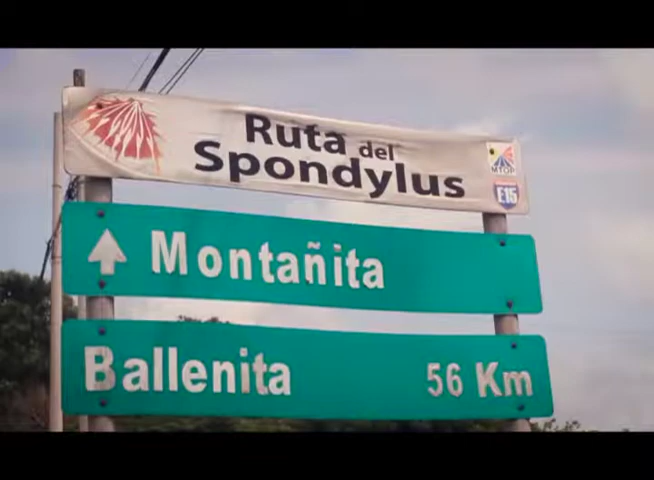 Ruta del
Spondylus
MTOP
E15
Montañita
Ballenita 56 Km